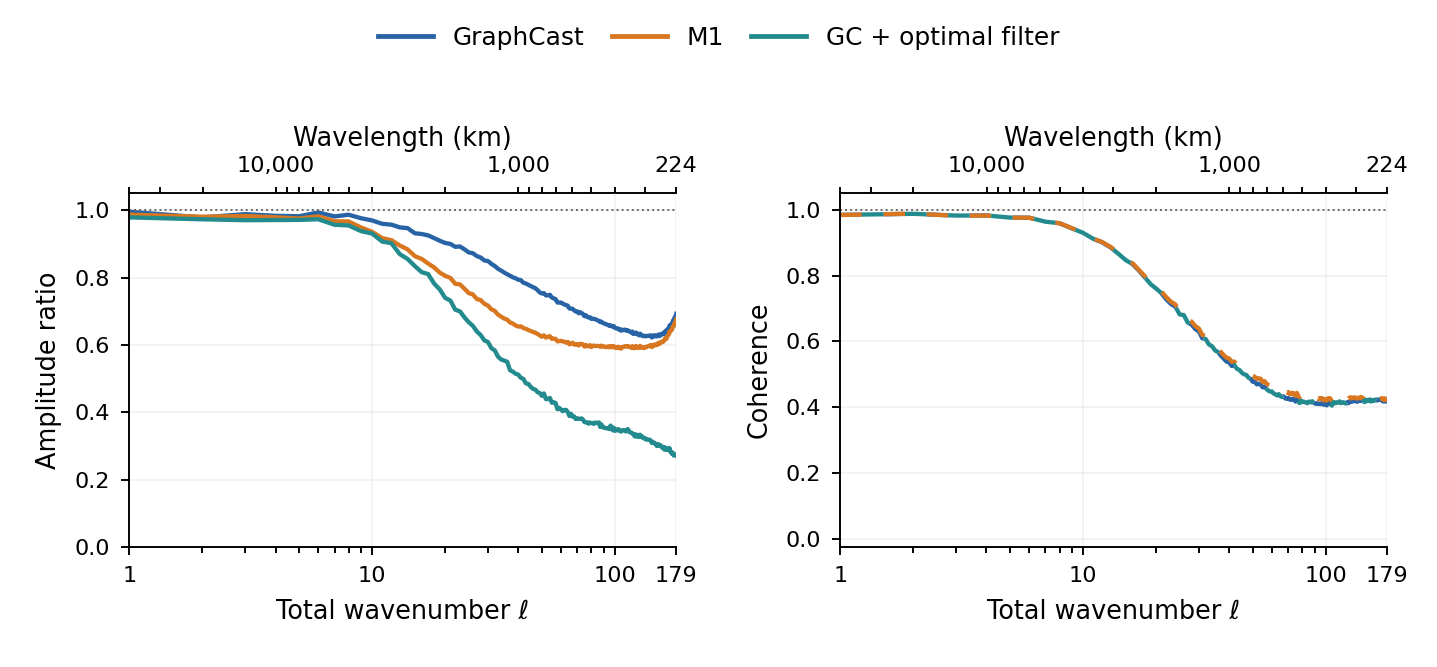 GraphCast M1 GC + optimal filter
Wavelength (km)
10,000 1,000 224
1.0
0.8
0.6
0.4
0.2
0.0
Amplitude ratio
1 10 100 179
Total wavenumber ℓ
Wavelength (km)
10,000 1,000 224
1.0
0.8
0.6
0.4
0.2
0.0
Coherence
1 10 100 179
Total wavenumber ℓ